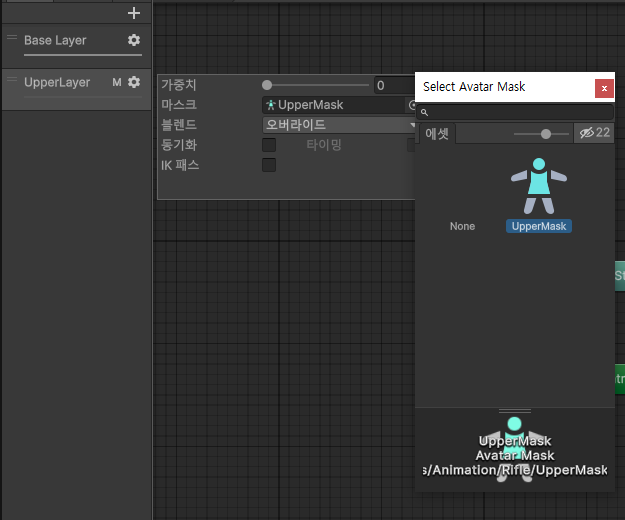 +
Base Layer
UpperLayer M
가중치 0
마스크 UpperMask
블렌드 오버라이드
동기화 타이밍
IK 패스
Select Avatar Mask
x
에셋 22
None UpperMask
St
ntr
UpperMask
Avatar Mask
s/Animation/Rifle/UpperMask